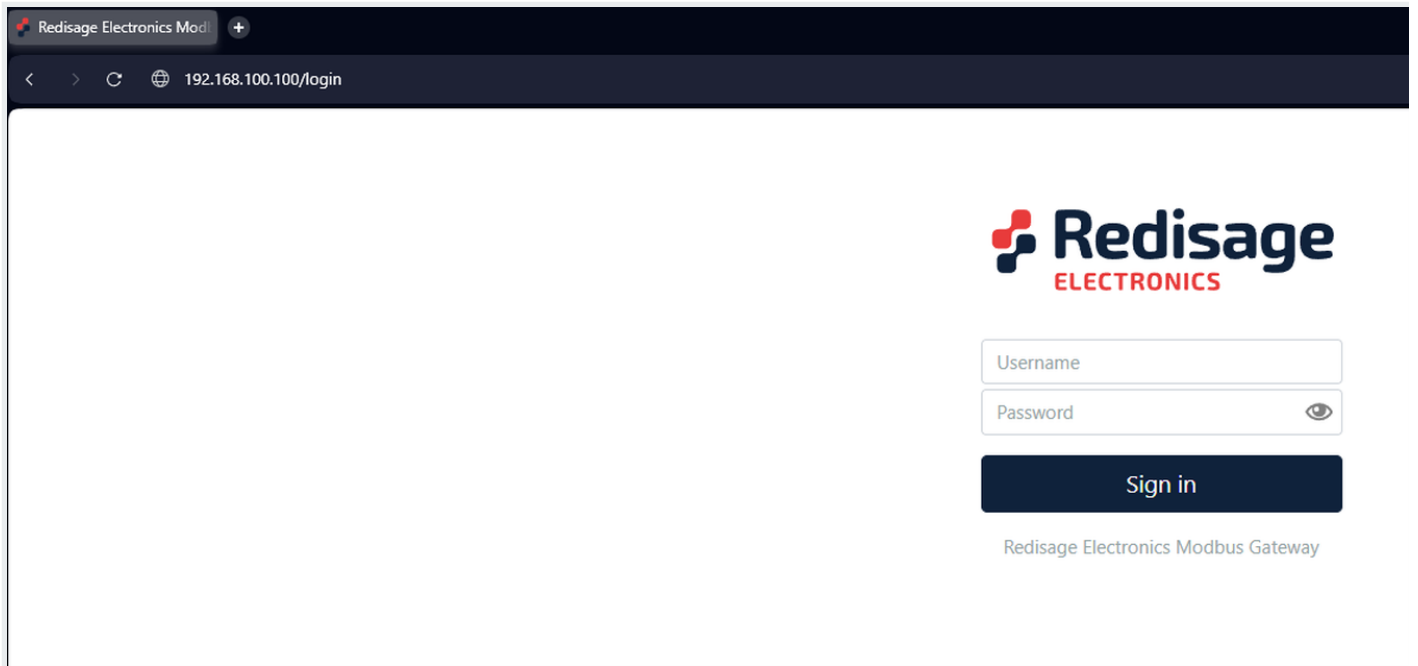 Redisage Electronics Mod
192.168.100.100/login
Redisage
ELECTRONICS
Username
Password
Sign in
Redisage Electronics Modbus Gateway